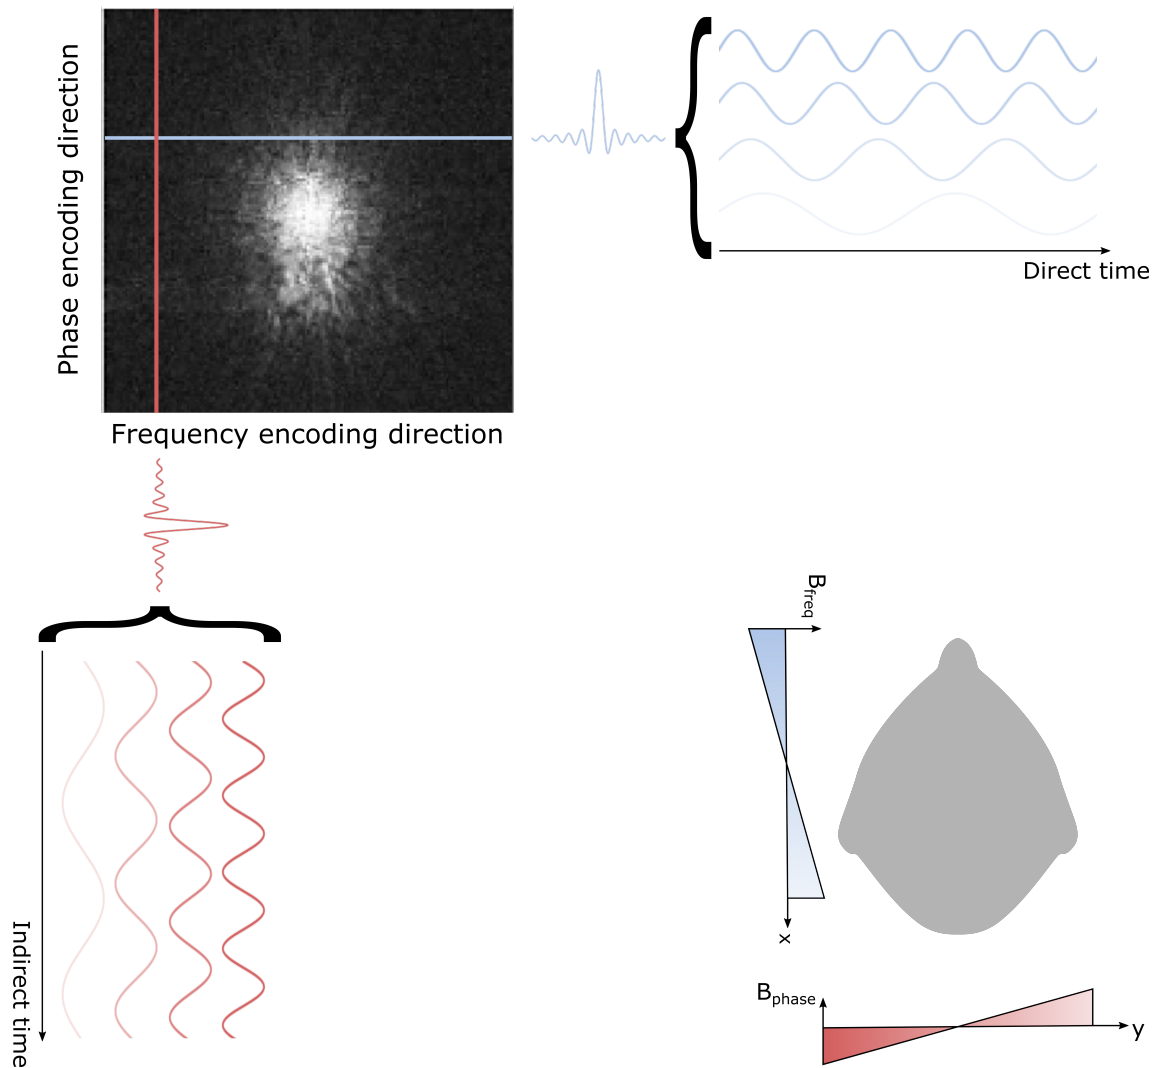 Phase encoding direction
Direct time
Frequency encoding direction
Bfreq
x
Indirect time
Bphase
y